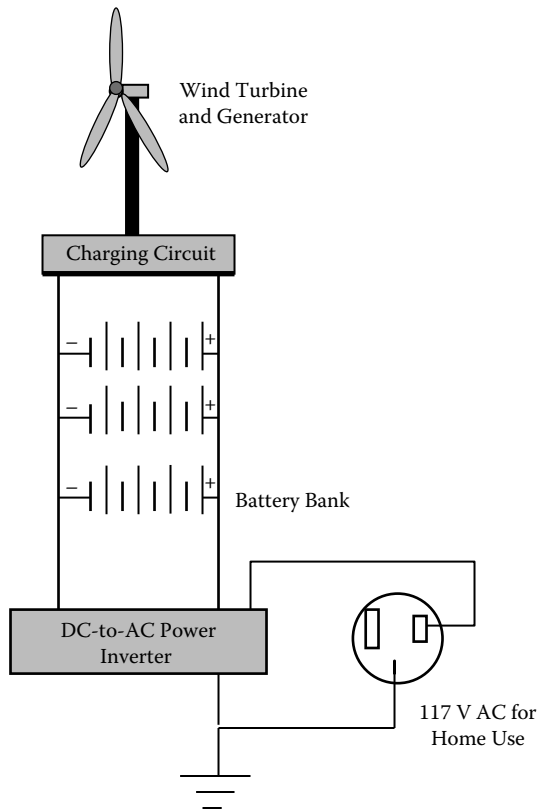 Wind Turbine
and Generator
Charging Circuit
– +
– +
– +
Battery Bank
DC-to-AC Power
Inverter
117 V AC for
Home Use